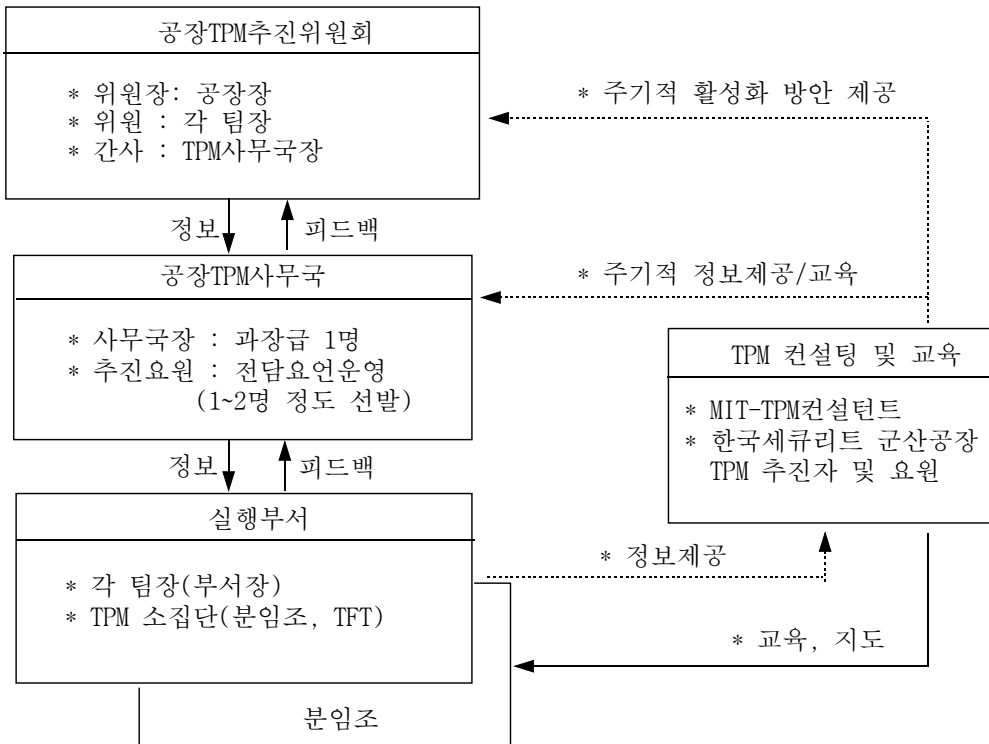 공장TPM추진위원회
* 위원장: 공장장
* 위원 : 각 팀장
* 간사 : TPM사무국장
* 주기적 활성화 방안 제공
정보
피드백
공장TPM사무국
* 사무국장 : 과장급 1명
* 추진요원 : 전담요언운영
(1~2명 정도 선발)
* 주기적 정보제공/교육
TPM 컨설팅 및 교육
* MIT-TPM컨설턴트
* 한국세큐리트 군산공장
TPM 추진자 및 요원
정보
피드백
실행부서
* 각 팀장(부서장)
* TPM 소집단(분임조, TFT)
* 정보제공
* 교육, 지도
분임조